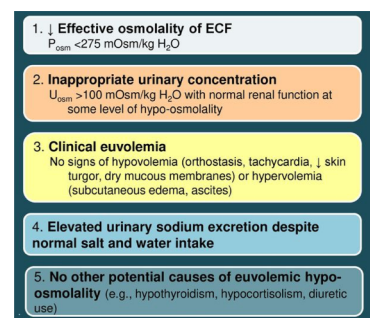 1. ↓ Effective osmolality of ECF
Posm <275 mOsm/kg H2O
2. Inappropriate urinary concentration
Uosm >100 mOsm/kg H2O with normal renal function at
some level of hypo-osmolality
3. Clinical euvolemia
No signs of hypovolemia (orthostasis, tachycardia, ↓ skin
turgor, dry mucous membranes) or hypervolemia
(subcutaneous edema, ascites)
4. Elevated urinary sodium excretion despite
normal salt and water intake
5. No other potential causes of euvolemic hypo-
osmolality (e.g., hypothyroidism, hypocortisolism, diuretic
use)